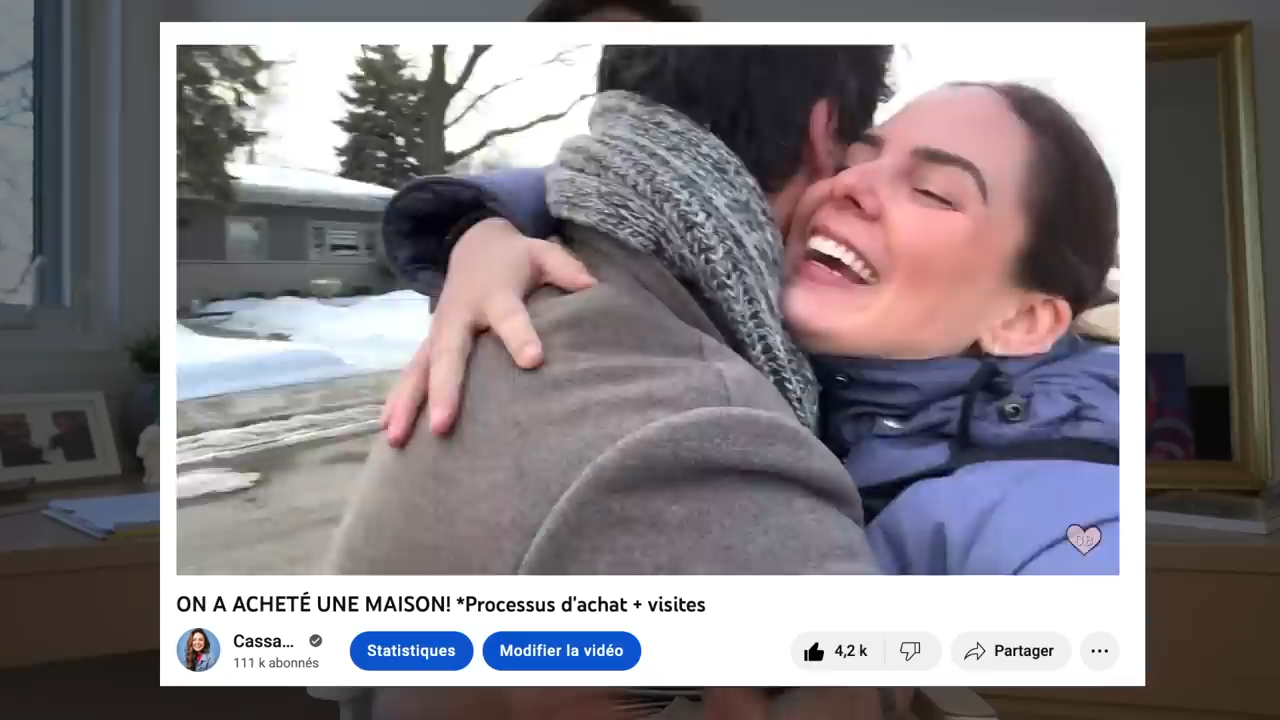 ON A ACHETÉ UNE MAISON! *Processus d'achat + visites
Cassa...
111 k abonnés
Statistiques
Modifier la vidéo
4,2 k
Partager